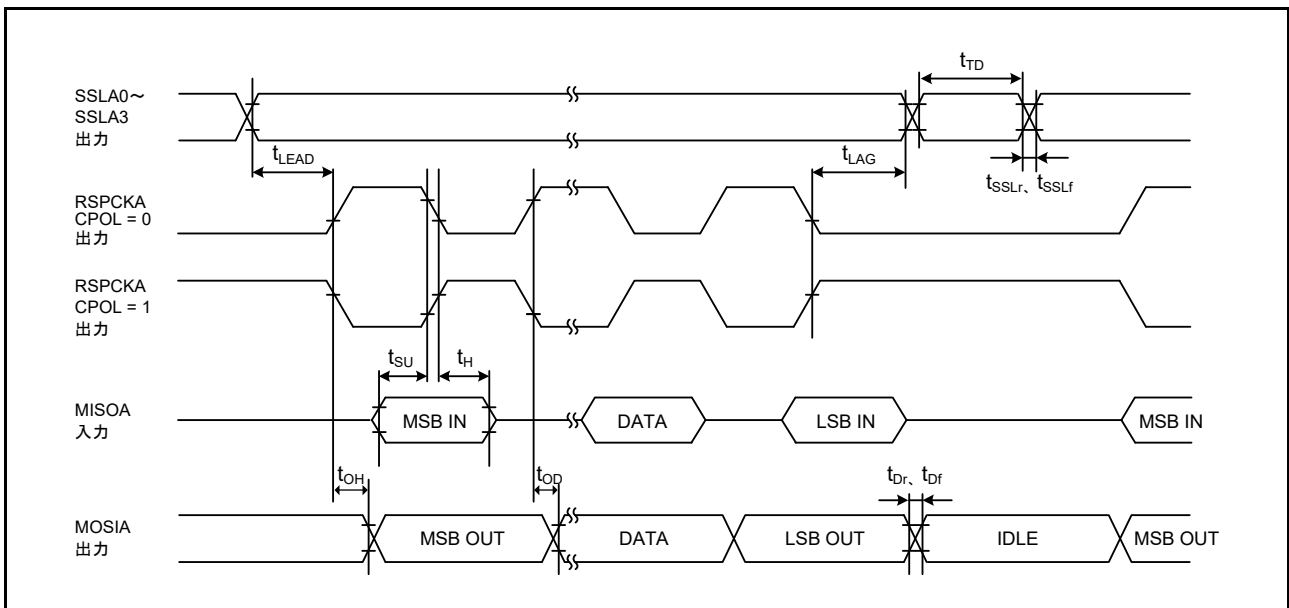 t_TD
SSLA0～
SSLA3
出力
t_LEAD
t_LAG
t_SSLr、t_SSLf
RSPCKA
CPOL = 0
出力
RSPCKA
CPOL = 1
出力
t_SU
t_H
MISOA
入力
MSB IN
DATA
LSB IN
MSB IN
t_OH
t_OD
t_Dr、t_Df
MOSIA
出力
MSB OUT
DATA
LSB OUT
IDLE
MSB OUT